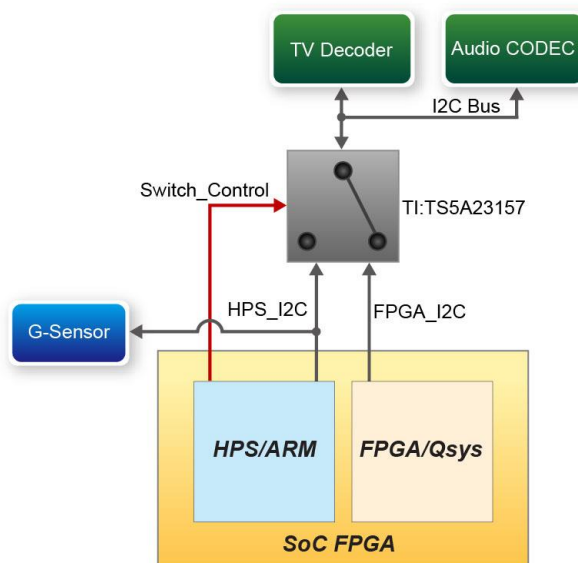 TV Decoder
Audio CODEC
I2C Bus
Switch_Control
TI:TS5A23157
HPS_I2C
FPGA_I2C
G-Sensor
HPS/ARM
FPGA/Qsys
SoC FPGA